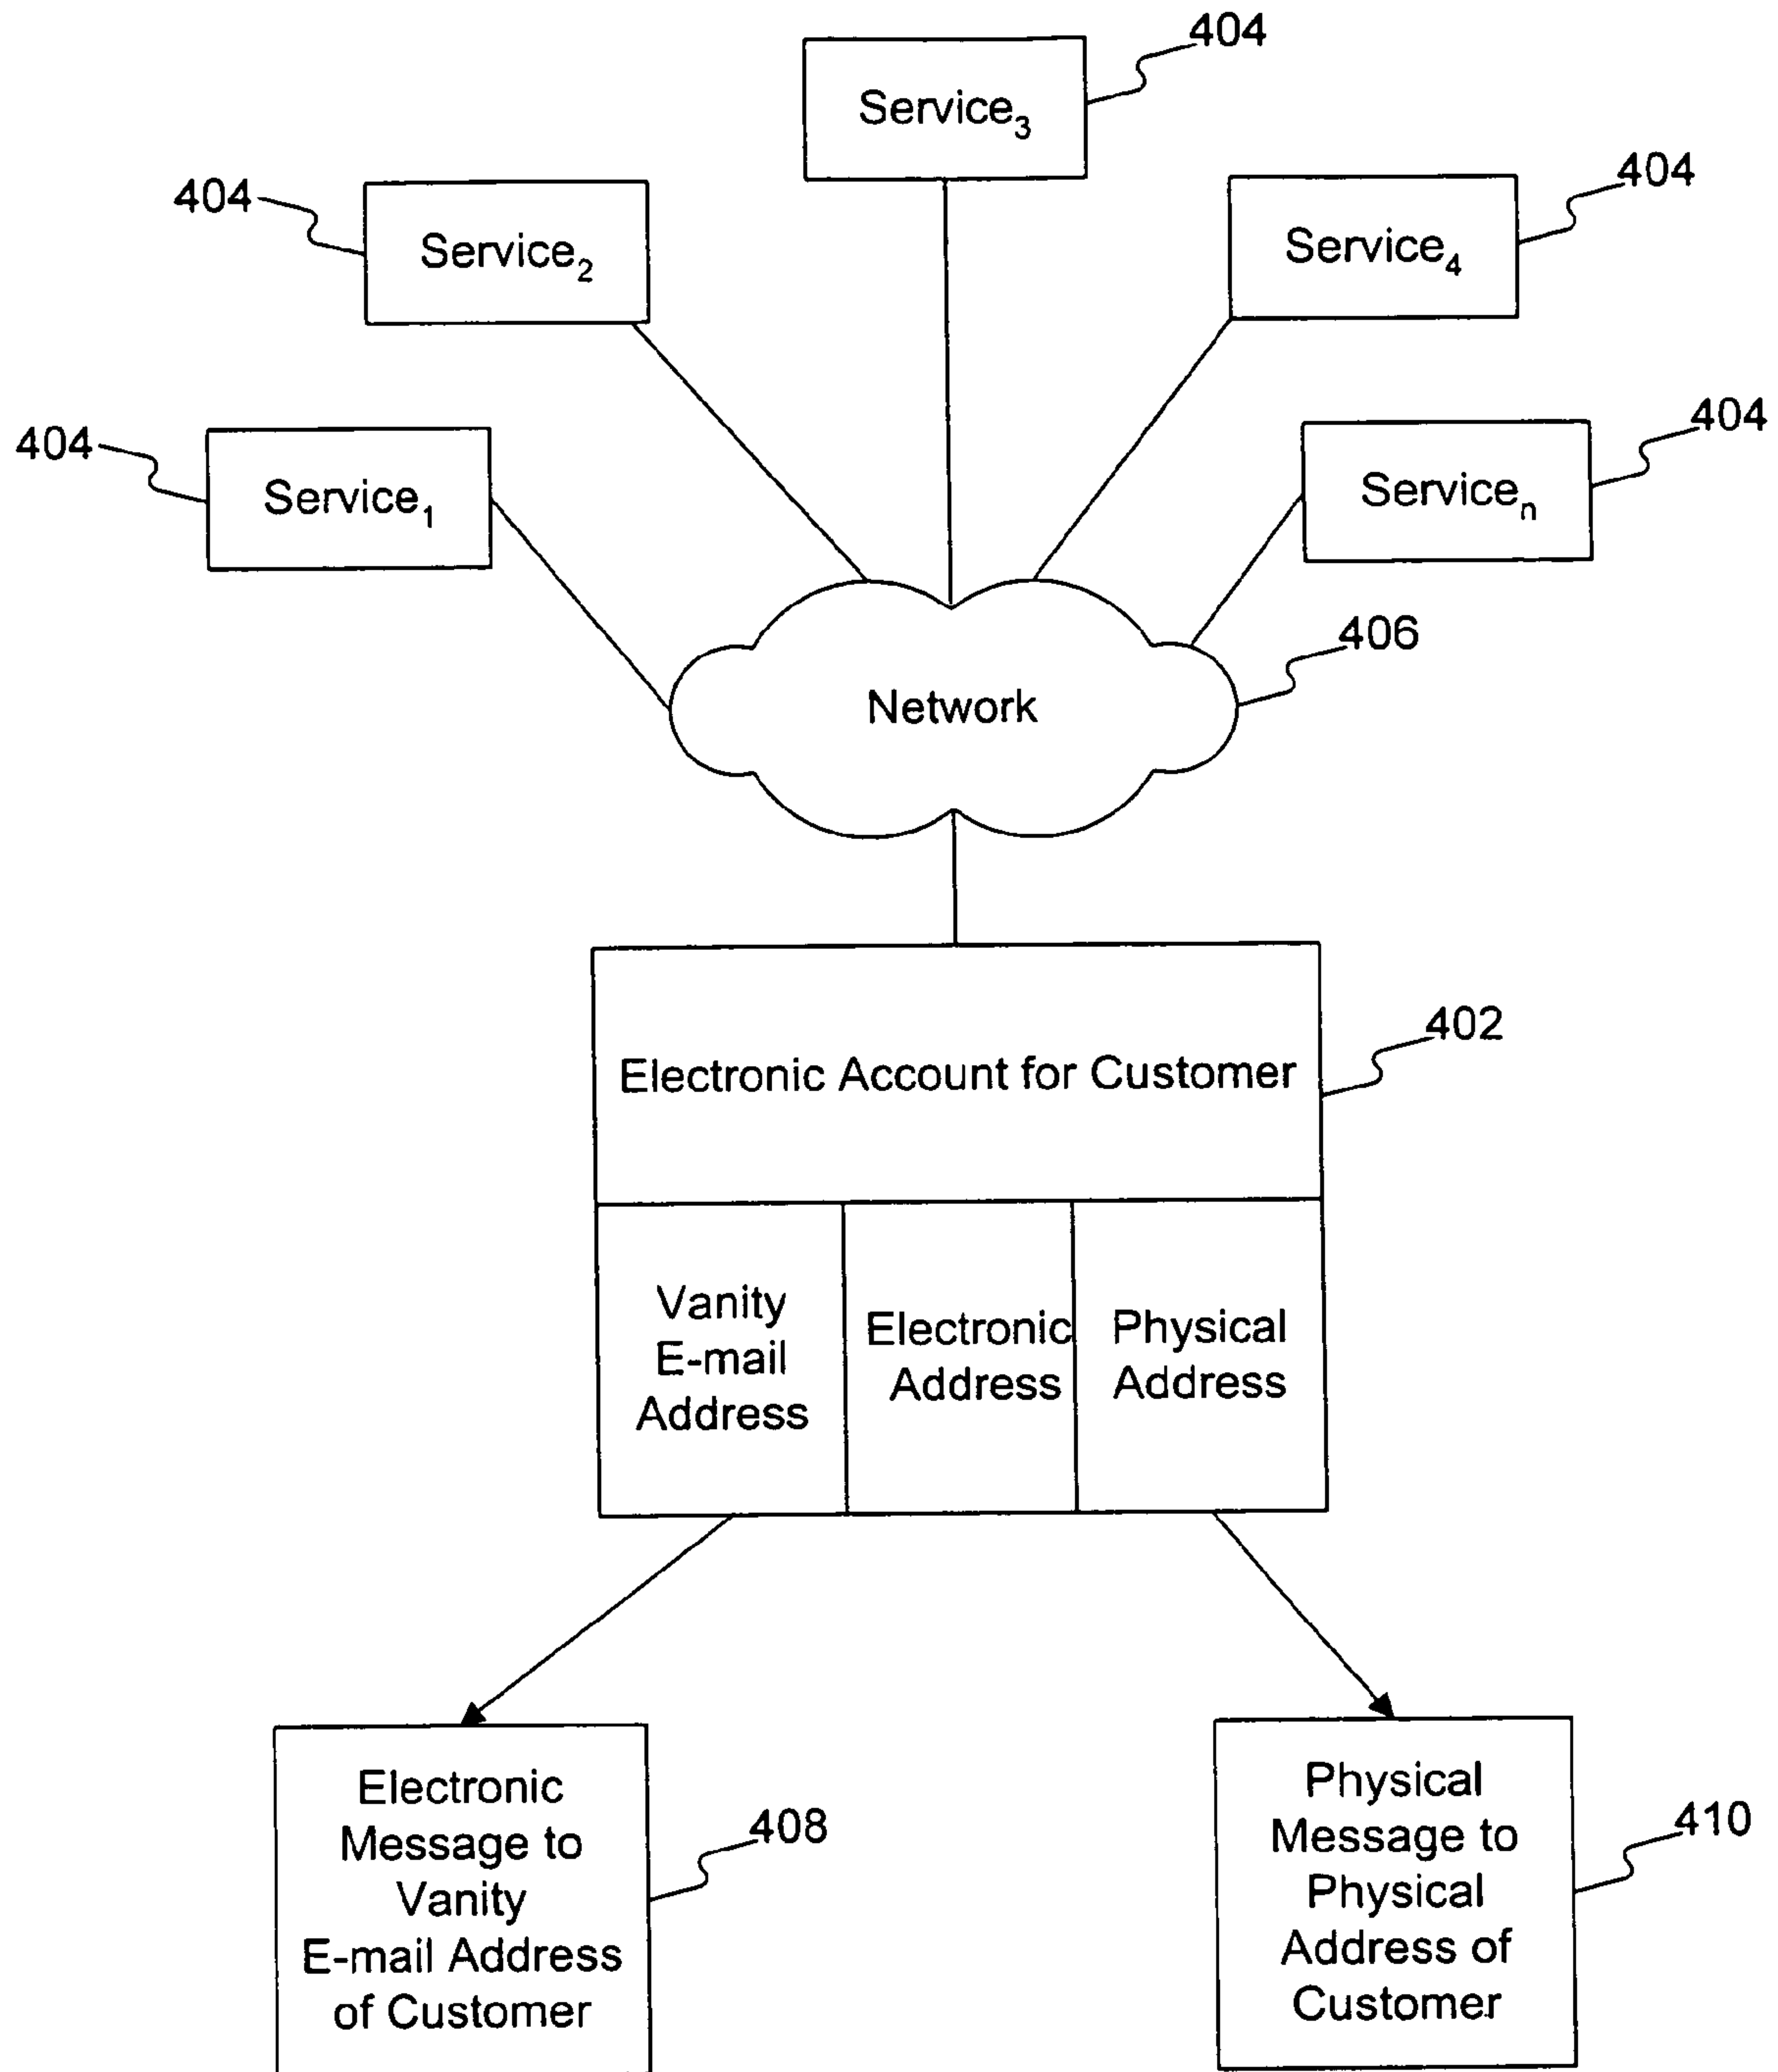 404
Service₃
404
Service₂
404
Service₄
404
Service₁
404
Serviceₙ
406
Network
402
Electronic Account for Customer
Vanity
E-mail
Address
Electronic
Address
Physical
Address
Electronic
Message to
Vanity
E-mail Address
of Customer
408
Physical
Message to
Physical
Address of
Customer
410